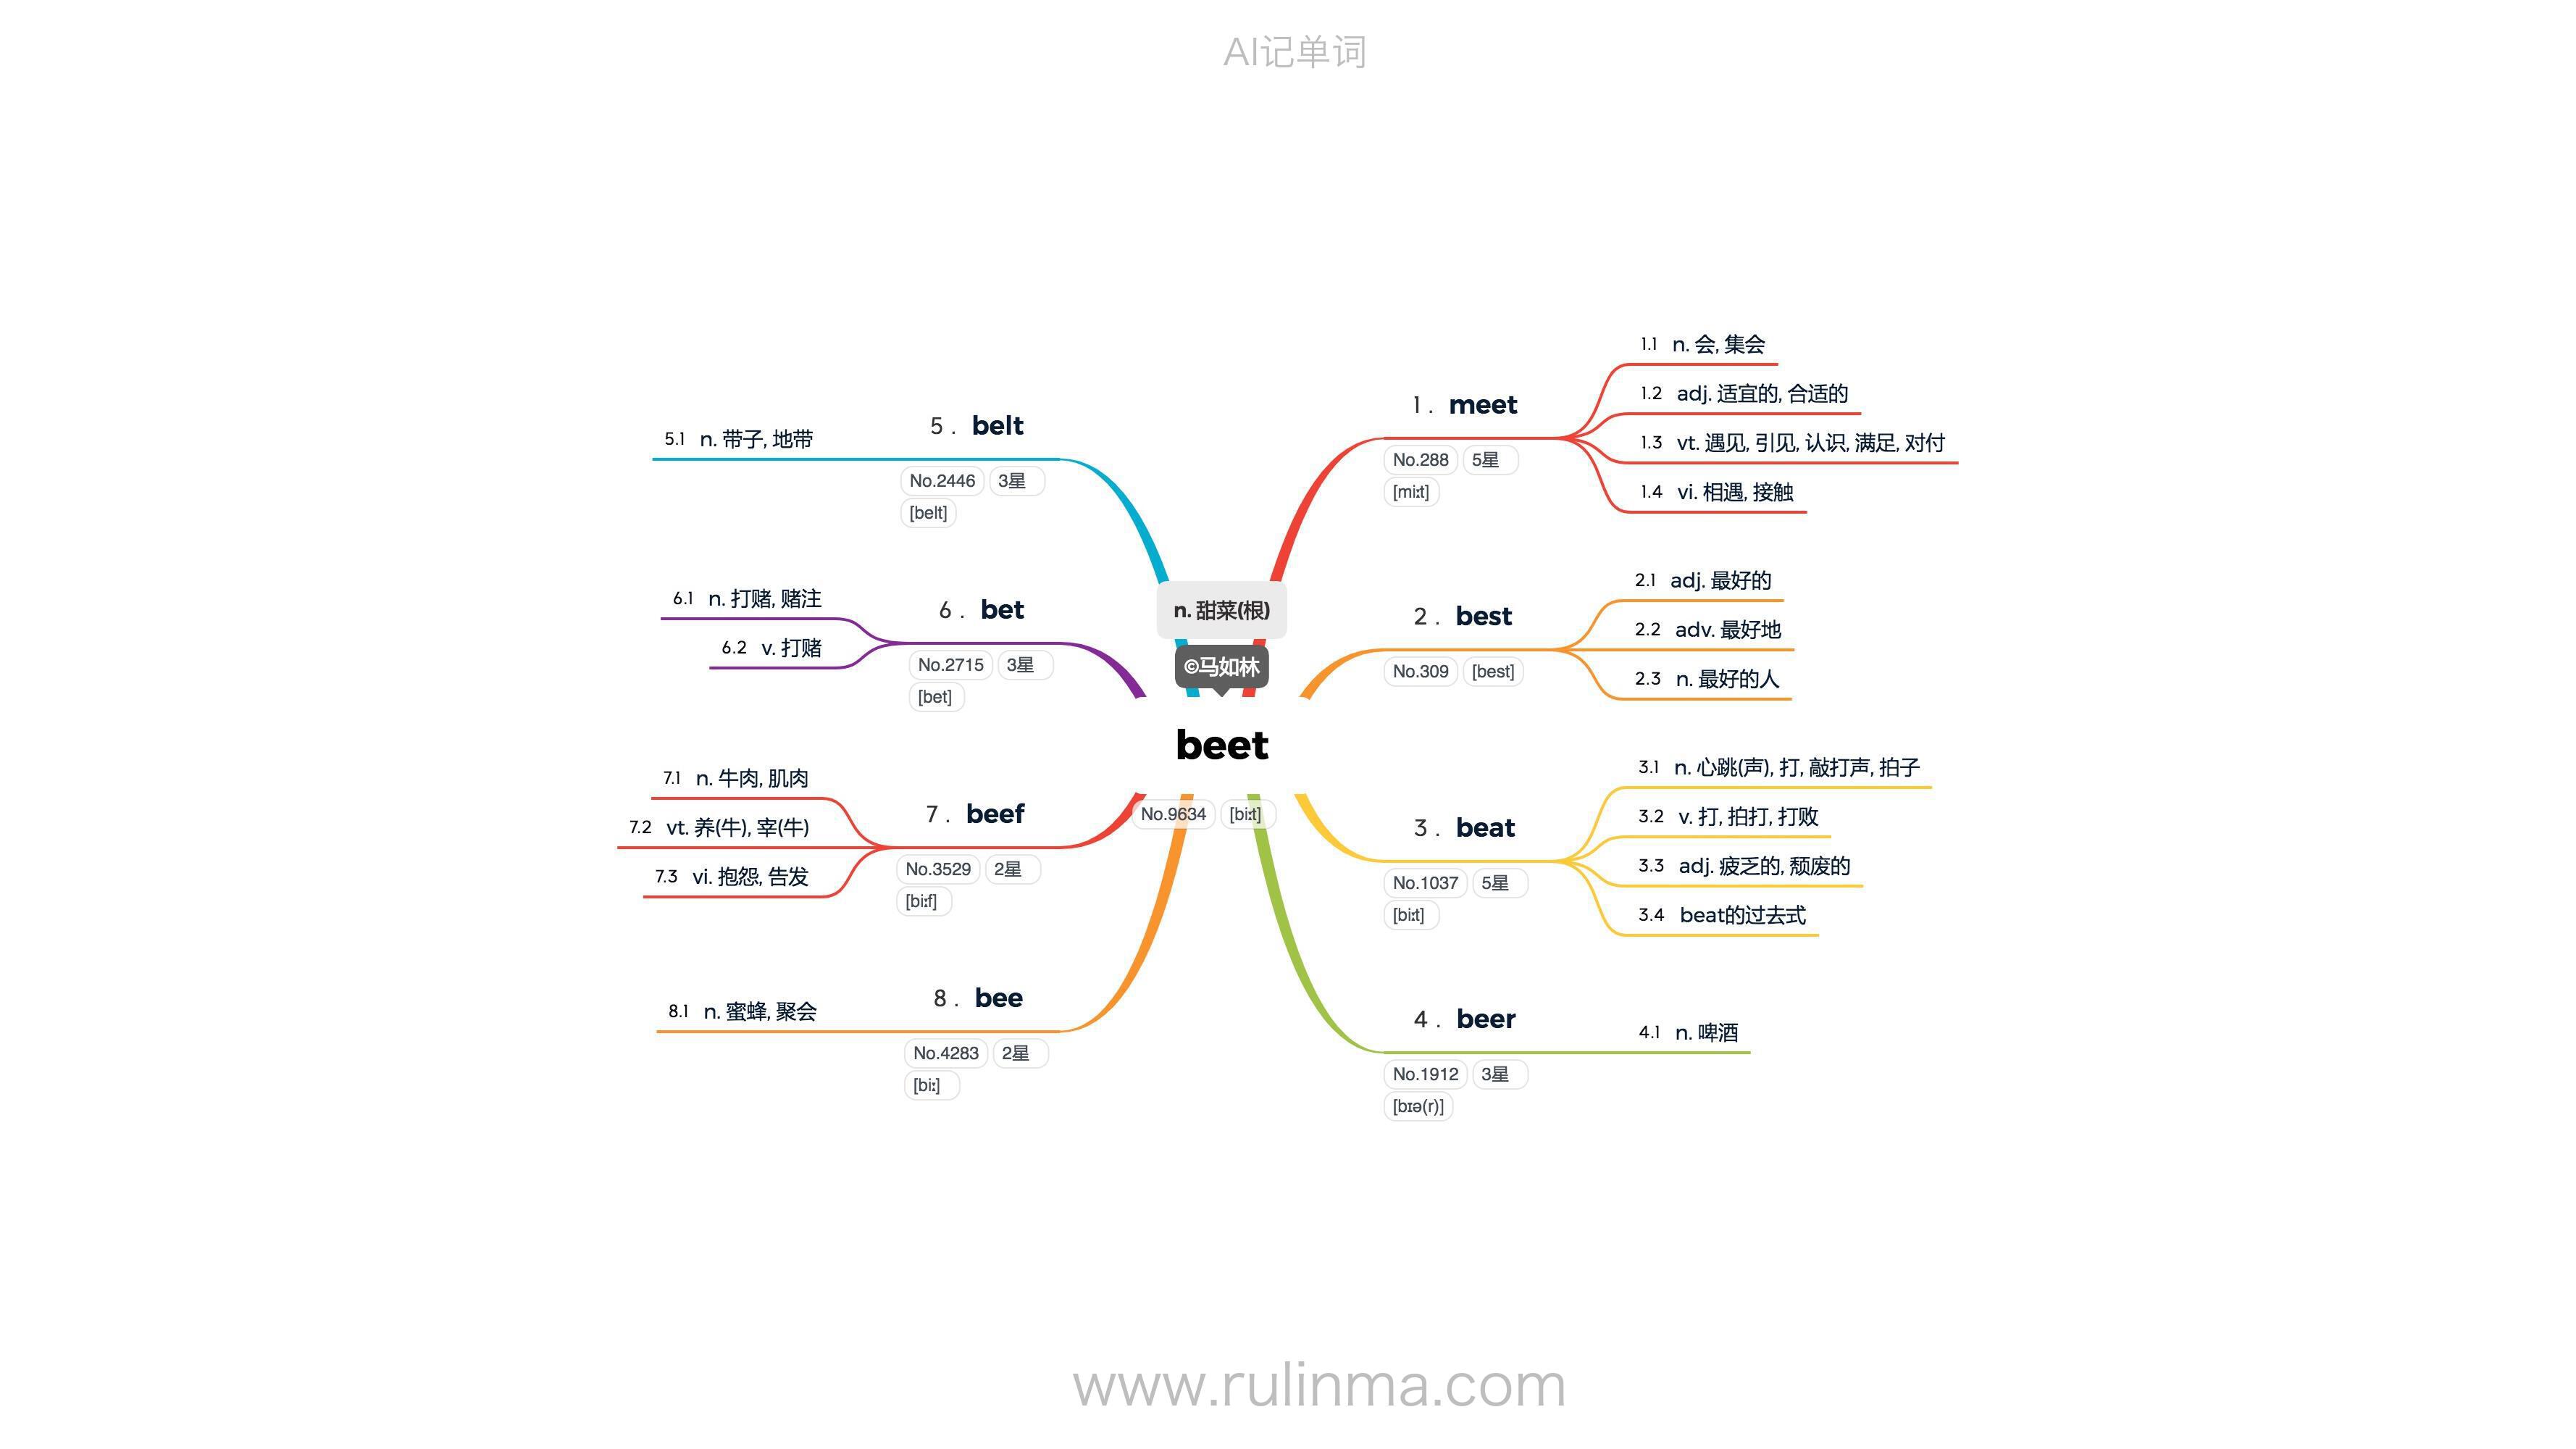 AI记单词
n. 甜菜(根)
©马如林
beet
No.9634 [biːt]
1 . meet
No.288 5星
[miːt]
1.1 n. 会, 集会
1.2 adj. 适宜的, 合适的
1.3 vt. 遇见, 引见, 认识, 满足, 对付
1.4 vi. 相遇, 接触
2 . best
No.309 [best]
2.1 adj. 最好的
2.2 adv. 最好地
2.3 n. 最好的人
3 . beat
No.1037 5星
[biːt]
3.1 n. 心跳(声), 打, 敲打声, 拍子
3.2 v. 打, 拍打, 打败
3.3 adj. 疲乏的, 颓废的
3.4 beat的过去式
4 . beer
No.1912 3星
[bɪə(r)]
4.1 n. 啤酒
5 . belt
No.2446 3星
[belt]
5.1 n. 带子, 地带
6 . bet
No.2715 3星
[bet]
6.1 n. 打赌, 赌注
6.2 v. 打赌
7 . beef
No.3529 2星
[biːf]
7.1 n. 牛肉, 肌肉
7.2 vt. 养(牛), 宰(牛)
7.3 vi. 抱怨, 告发
8 . bee
No.4283 2星
[biː]
8.1 n. 蜜蜂, 聚会
www.rulinma.com